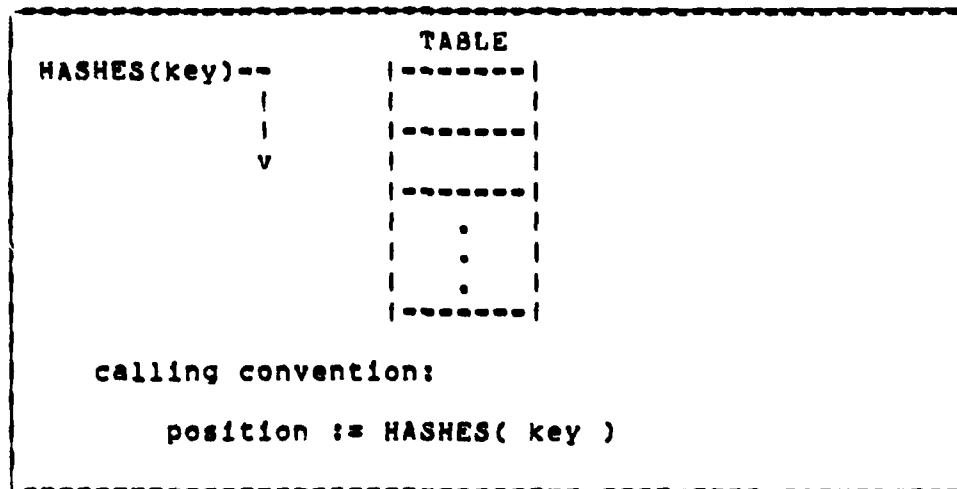 TABLE
HASHES(key)--
v
calling convention:
position := HASHES( key )